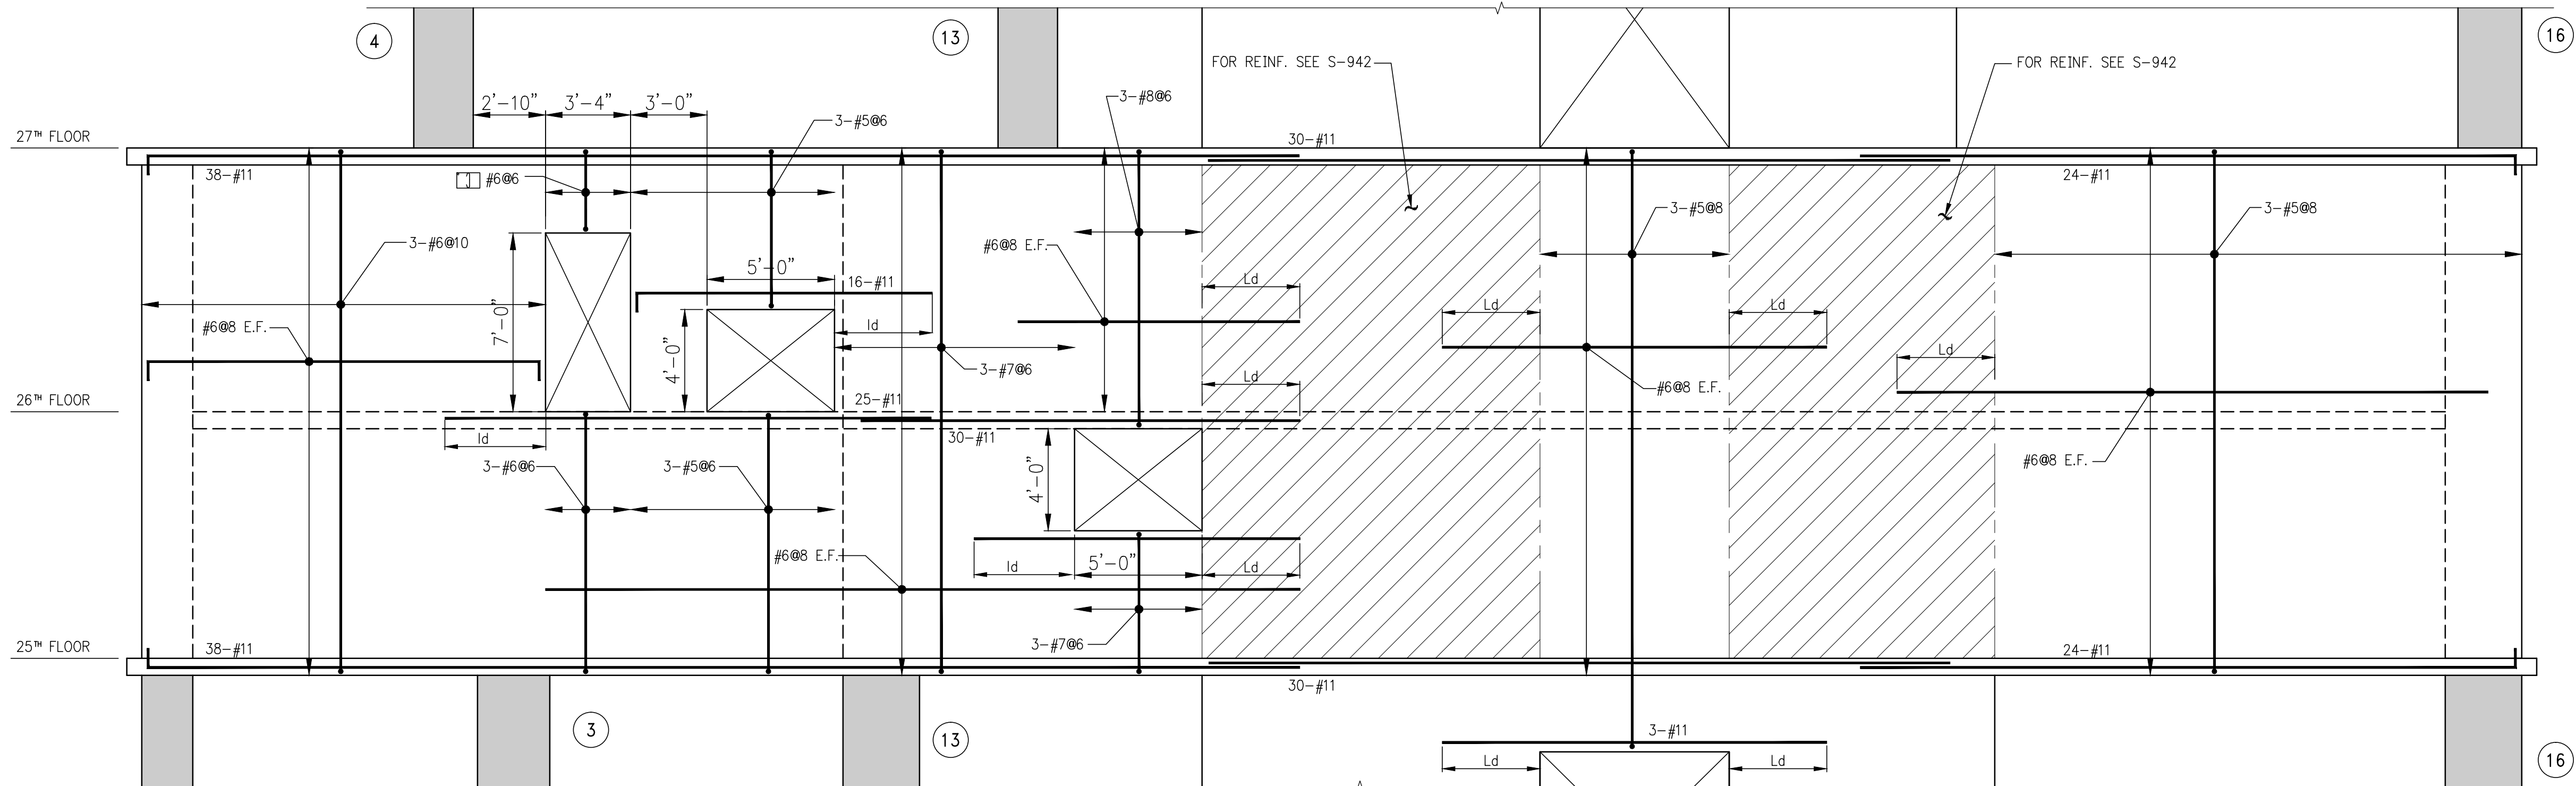 4
13
16
FOR REINF. SEE S-942
FOR REINF. SEE S-942
2'-10"
3'-4"
3'-0"
3-#8@6
3-#5@6
27TH FLOOR
30-#11
38-#11
#6@6
24-#11
3-#5@8
3-#5@8
3-#6@10
#6@8 E.F.
5'-0"
16-#11
Ld
7'-0"
Ld
Ld
#6@8 E.F.
ld
4'-0"
Ld
3-#7@6
Ld
#6@8 E.F.
26TH FLOOR
25-#11
30-#11
ld
3-#6@6
3-#5@6
4'-0"
#6@8 E.F.
#6@8 E.F.
ld
5'-0"
Ld
3-#7@6
25TH FLOOR
38-#11
24-#11
30-#11
3
13
3-#11
Ld
Ld
16